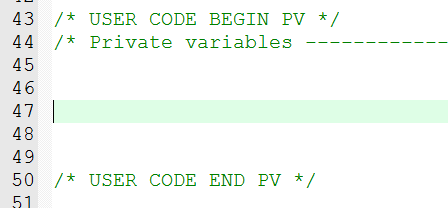 43 /* USER CODE BEGIN PV */
44 /* Private variables ------------
45
46
47
48
49
50 /* USER CODE END PV */
51